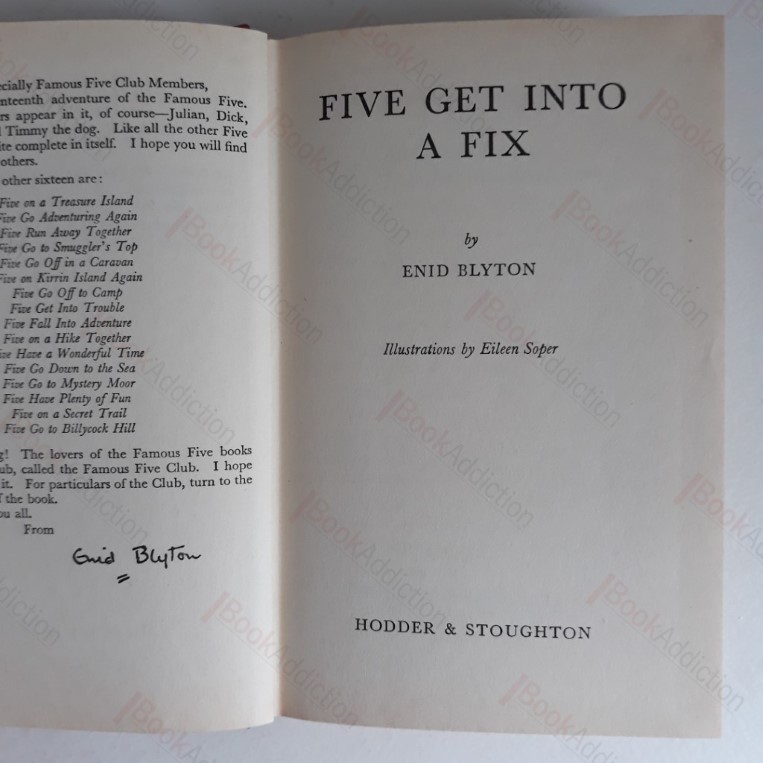 cially Famous Five Club Members,
nteenth adventure of the Famous Five.
rs appear in it, of course—Julian, Dick,
Timmy the dog. Like all the other Five
te complete in itself. I hope you will find
others.
other sixteen are:
Five on a Treasure Island
Five Go Adventuring Again
Five Run Away Together
Five Go to Smuggler's Top
Five Go Off in a Caravan
Five on Kirrin Island Again
Five Go Off to Camp
Five Get Into Trouble
Five Fall Into Adventure
Five on a Hike Together
ve Have a Wonderful Time
Five Go Down to the Sea
Five Go to Mystery Moor
Five Have Plenty of Fun
Five on a Secret Trail
Five Go to Billycock Hill
g! The lovers of the Famous Five books
ub, called the Famous Five Club. I hope
it. For particulars of the Club, turn to the
f the book.
ou all.
From
Enid Blyton
FIVE GET INTO
A FIX
by
ENID BLYTON
Illustrations by Eileen Soper
HODDER & STOUGHTON
BookAddiction